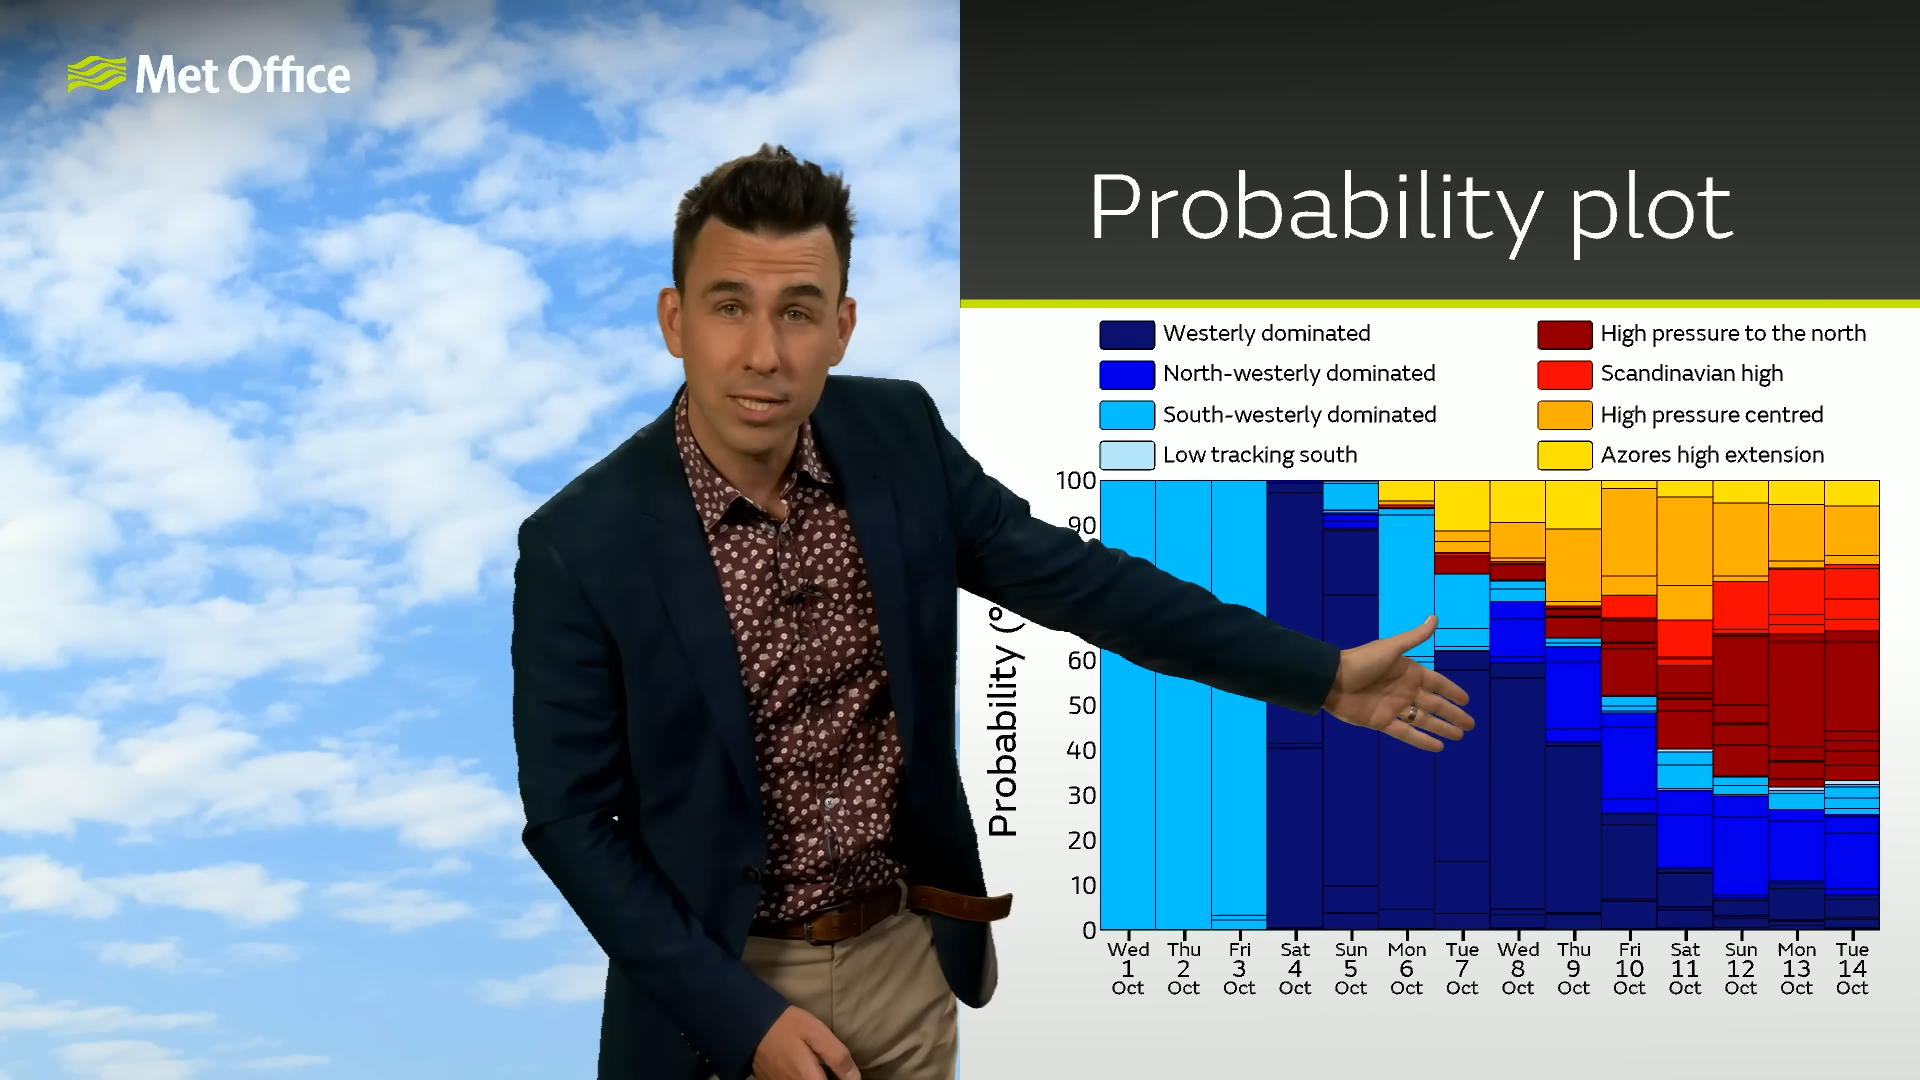 Met Office
Probability plot
Westerly dominated
North-westerly dominated
South-westerly dominated
Low tracking south
High pressure to the north
Scandinavian high
High pressure centred
Azores high extension
Probability (
100
90
60
50
40
30
20
10
0
Wed Thu Fri Sat Sun Mon Tue Wed Thu Fri Sat Sun Mon Tue
1 2 3 4 5 6 7 8 9 10 11 12 13 14
Oct Oct Oct Oct Oct Oct Oct Oct Oct Oct Oct Oct Oct Oct